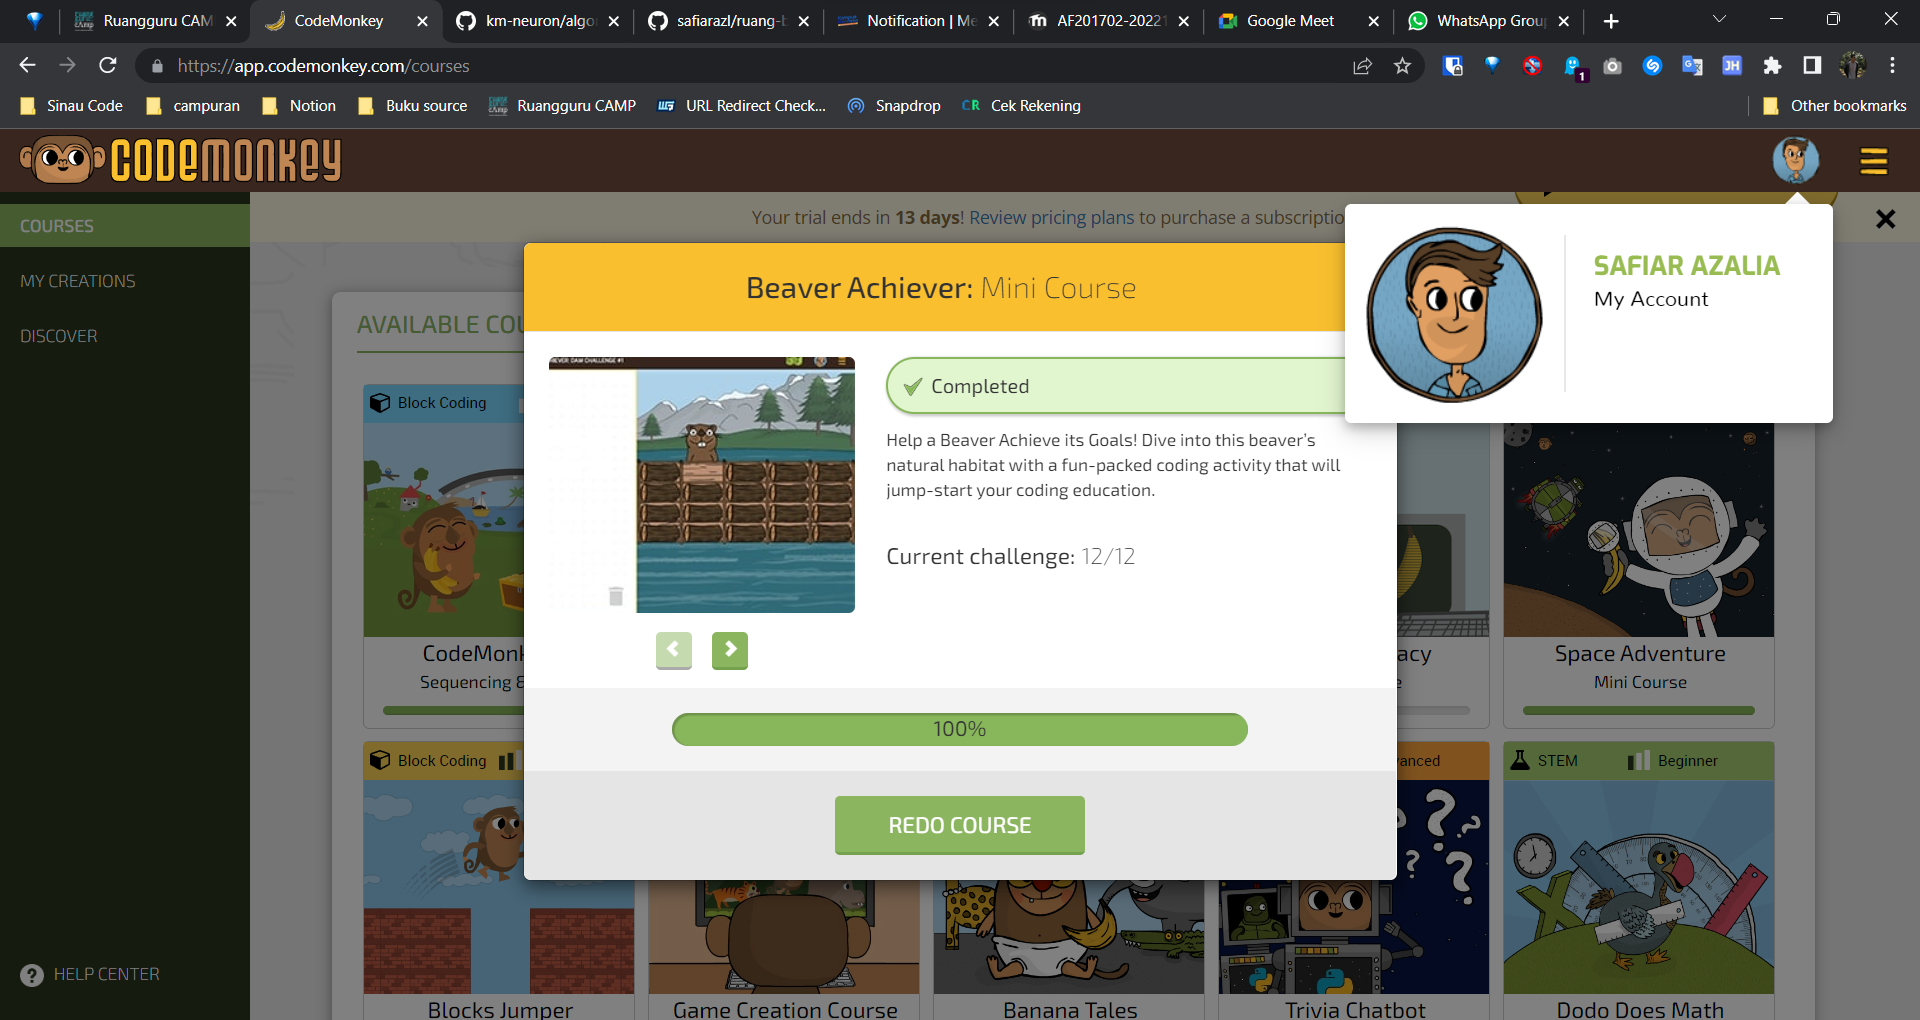 Ruangguru CAM
CodeMonkey
km-neuron/algo
safiarazl/ruang-b
Notification | Me
AF201702-20221
Google Meet
WhatsApp Grou
https://app.codemonkey.com/courses
1
JH
Sinau Code
campuran
Notion
Buku source
Ruangguru CAMP
URL Redirect Check...
Snapdrop
CR Cek Rekening
Other bookmarks
CODEMONKEY
COURSES
MY CREATIONS
DISCOVER
HELP CENTER
Your trial ends in 13 days! Review pricing plans to purchase a subscriptio
SAFIAR AZALIA
My Account
AVAILABLE COU
Beaver Achiever: Mini Course
Completed
Help a Beaver Achieve its Goals! Dive into this beaver's
natural habitat with a fun-packed coding activity that will
jump-start your coding education.
Current challenge: 12/12
100%
REDO COURSE
Block Coding
CodeMonk
Sequencing &
acy
Space Adventure
Mini Course
Block Coding
anced
STEM
Beginner
Blocks Jumper
Game Creation Course
Banana Tales
Trivia Chatbot
Dodo Does Math